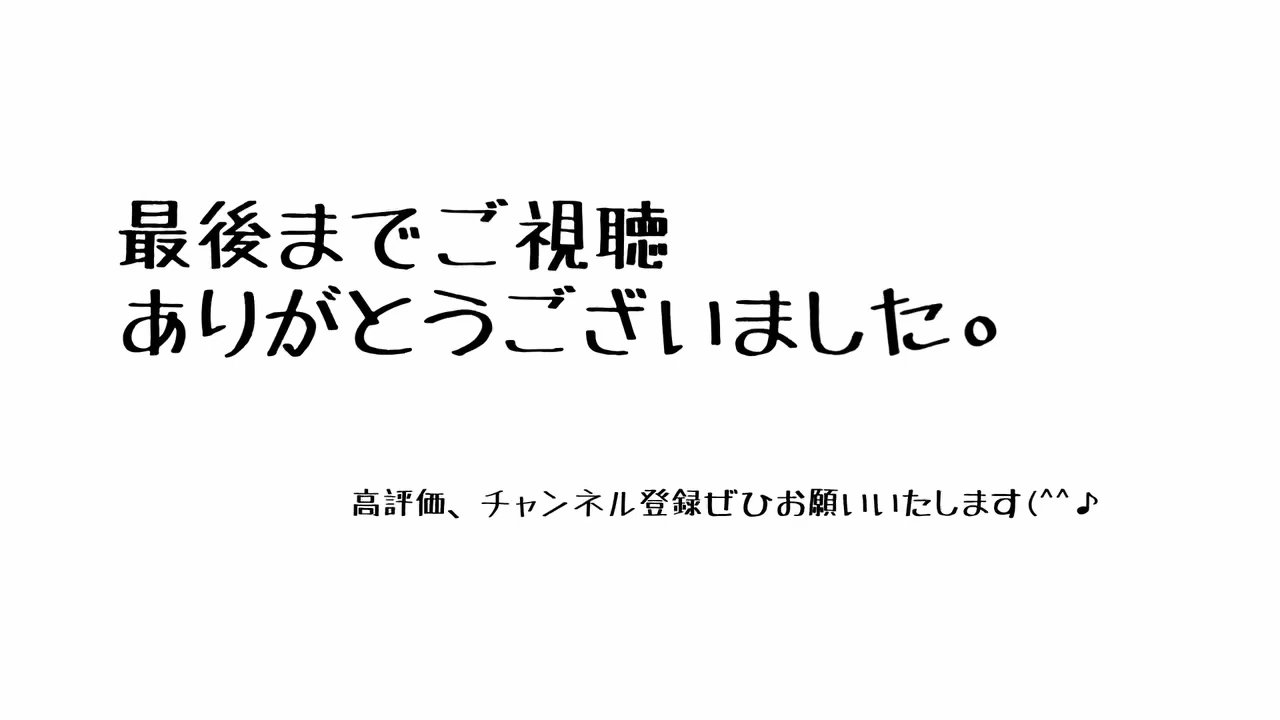 最後までご視聴
ありがとうございました。
高評価、チャンネル登録ぜひお願いいたします(^^♪